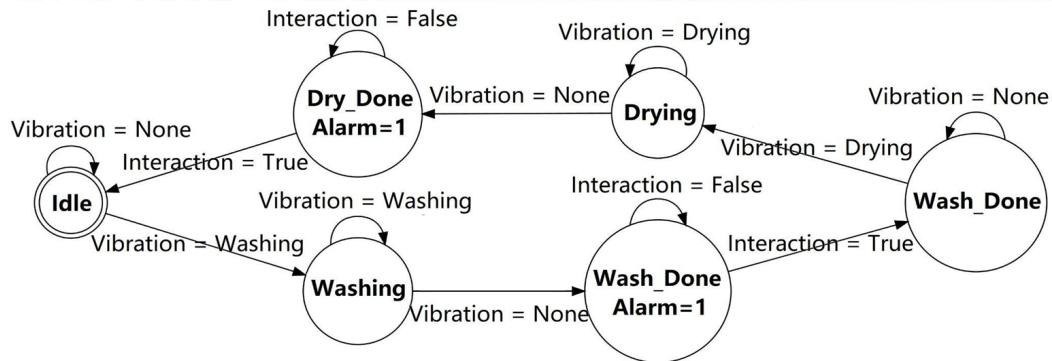 Interaction = False
Vibration = Drying
Dry_Done
Alarm=1
Vibration = None
Drying
Vibration = None
Vibration = None
Interaction = True
Vibration = Drying
Idle
Vibration = Washing
Interaction = False
Wash_Done
Vibration = Washing
Interaction = True
Washing
Wash_Done
Alarm=1
Vibration = None